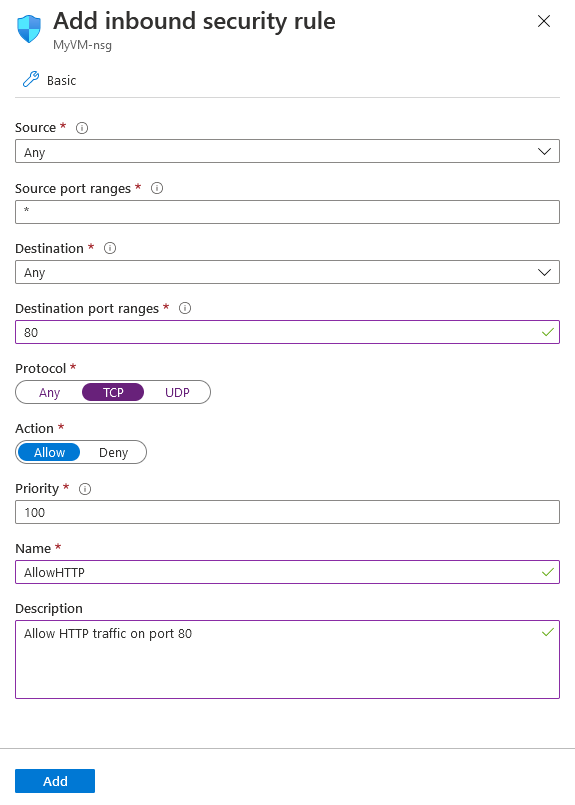 Add inbound security rule
MyVM-nsg
Basic
Source *
Any
Source port ranges *
*
Destination *
Any
Destination port ranges *
80
Protocol *
Any TCP UDP
Action *
Allow Deny
Priority *
100
Name *
AllowHTTP
Description
Allow HTTP traffic on port 80
Add